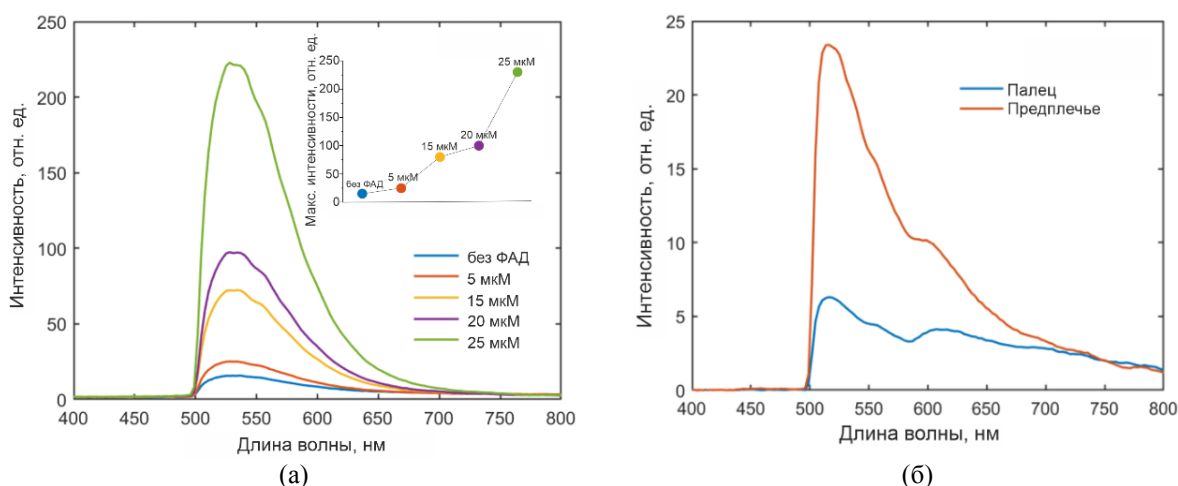 250
200
150
100
50
0
Интенсивность, отн. ед.
400 450 500 550 600 650 700 750 800
Длина волны, нм
Макс. интенсивности, отн. ед.
250
200
150
100
50
0
без ФАД
5 мкМ
15 мкМ
20 мкМ
25 мкМ
без ФАД
5 мкМ
15 мкМ
20 мкМ
25 мкМ
(а)
25
20
15
10
5
0
Интенсивность, отн. ед.
Палец
Предплечье
400 450 500 550 600 650 700 750 800
Длина волны, нм
(б)